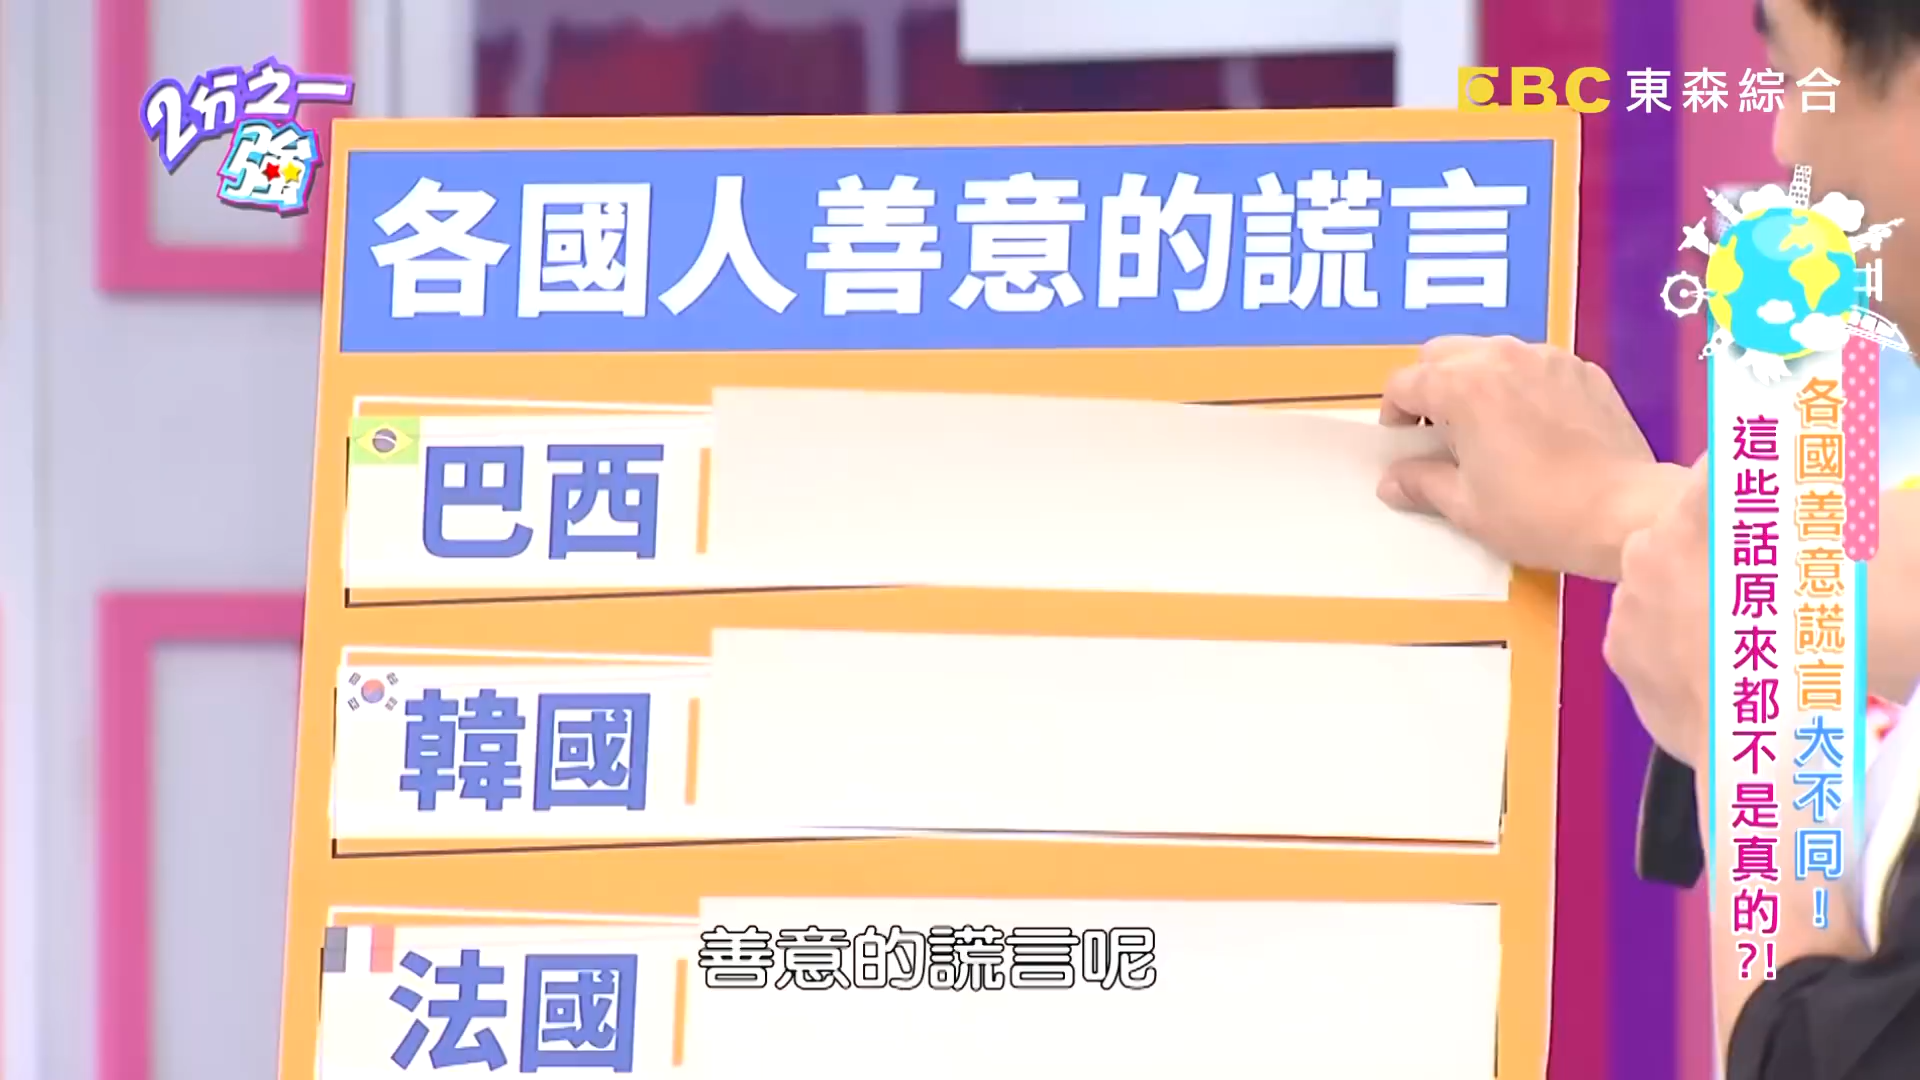 2分之一
強
EBC 東森綜合
各國人善意的謊言
巴西
韓國
法國
善意的謊言呢
各國善意謊言大不同！
這些話原來都不是真的?!